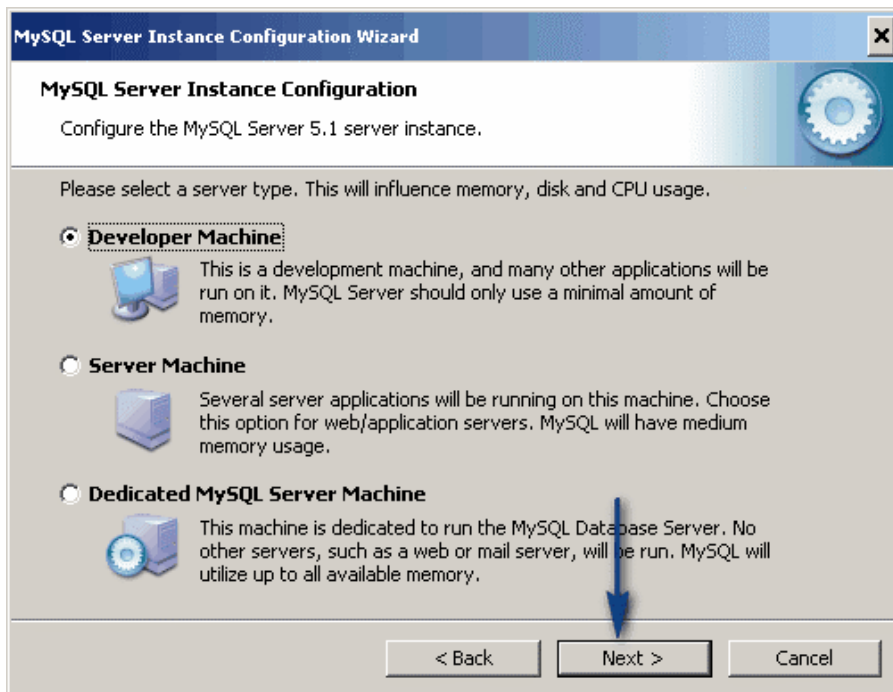 MySQL Server Instance Configuration Wizard
MySQL Server Instance Configuration
Configure the MySQL Server 5.1 server instance.
Please select a server type. This will influence memory, disk and CPU usage.
Developer Machine
This is a development machine, and many other applications will be
run on it. MySQL Server should only use a minimal amount of
memory.
Server Machine
Several server applications will be running on this machine. Choose
this option for web/application servers. MySQL will have medium
memory usage.
Dedicated MySQL Server Machine
This machine is dedicated to run the MySQL Database Server. No
other servers, such as a web or mail server, will be run. MySQL will
utilize up to all available memory.
< Back Next > Cancel